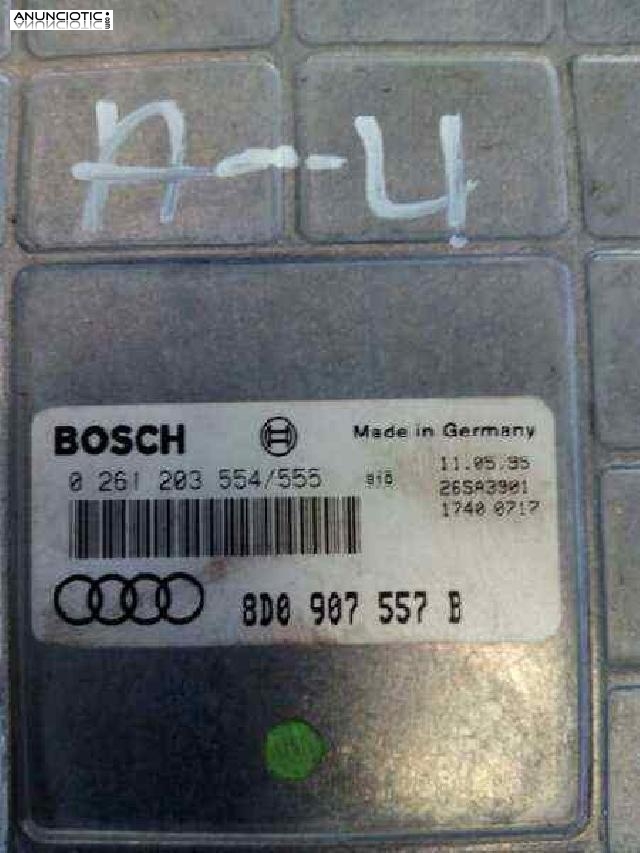 ANUNCIOTIC
A--4
BOSCH
Made in Germany
0 261 203 554/555
11.05.95
26SA3901
1740 0717
8D0 907 557 B